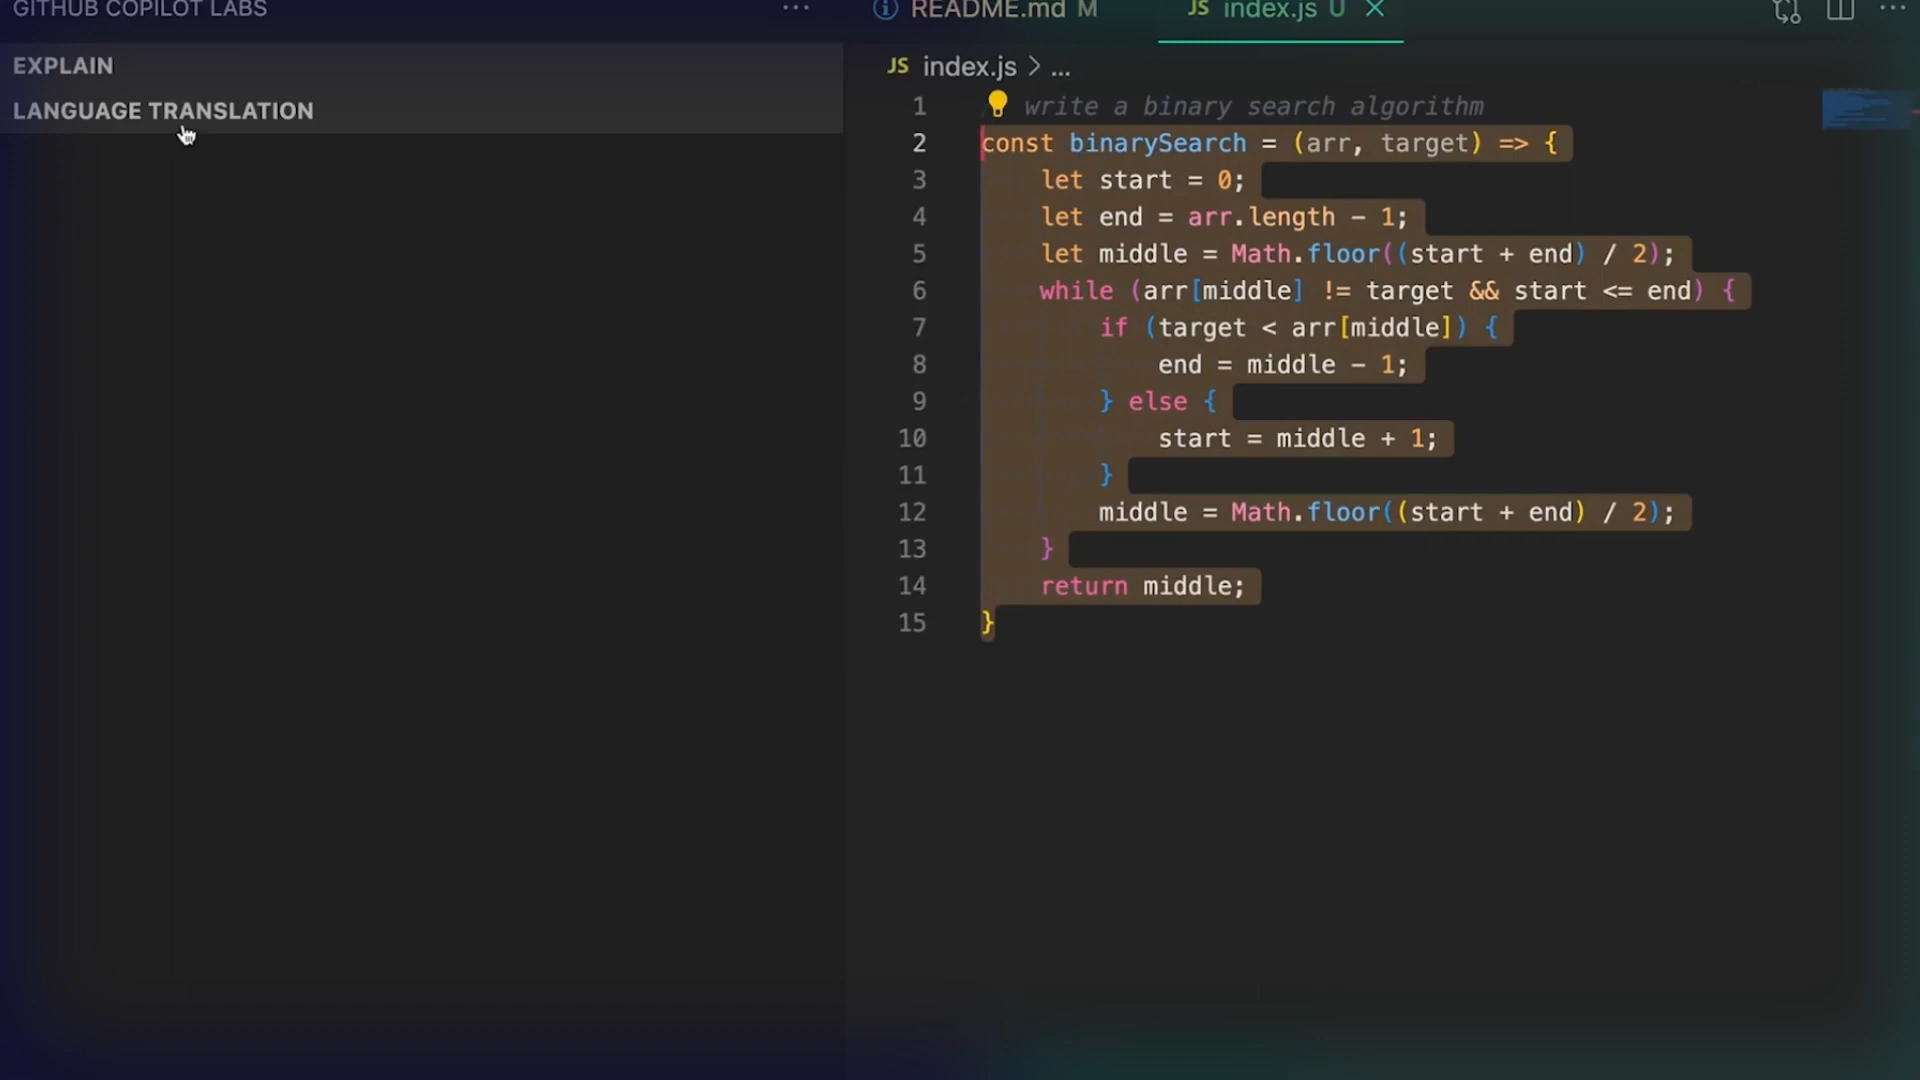 GITHUB COPILOT LABS
EXPLAIN
LANGUAGE TRANSLATION
README.md M
JS index.js U
JS index.js > ...
1 write a binary search algorithm
2 const binarySearch = (arr, target) => {
3 let start = 0;
4 let end = arr.length - 1;
5 let middle = Math.floor((start + end) / 2);
6 while (arr[middle] != target && start <= end) {
7 if (target < arr[middle]) {
8 end = middle - 1;
9 } else {
10 start = middle + 1;
11 }
12 middle = Math.floor((start + end) / 2);
13 }
14 return middle;
15 }